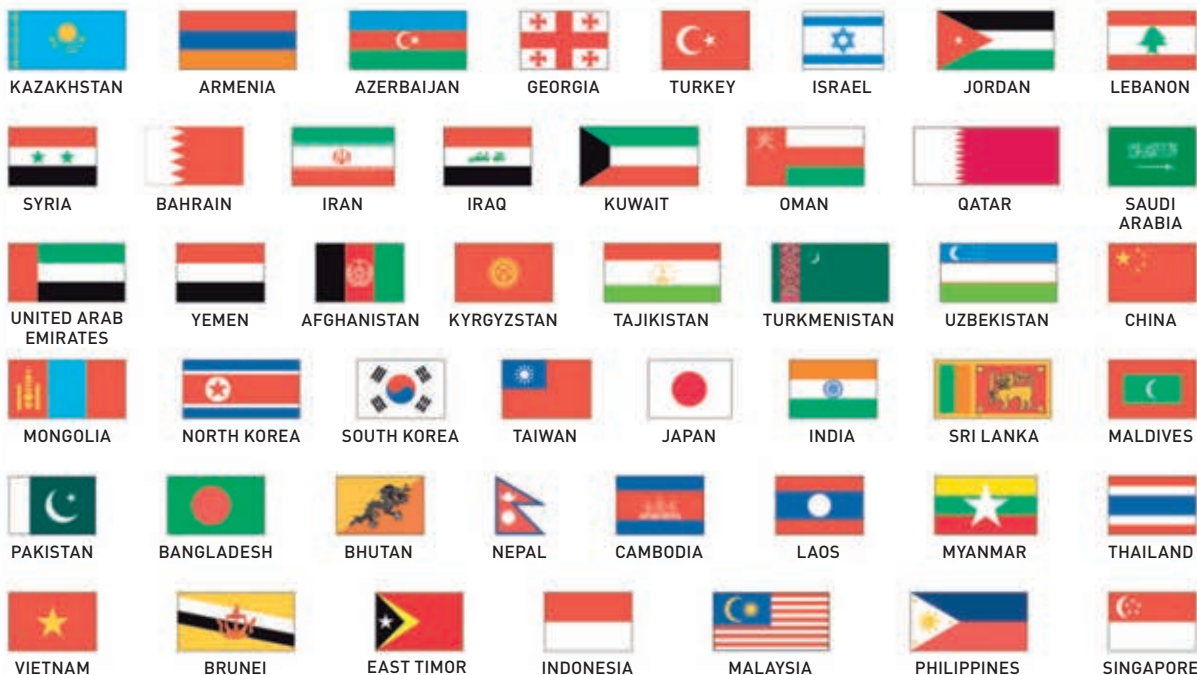 KAZAKHSTAN ARMENIA AZERBAIJAN GEORGIA TURKEY ISRAEL JORDAN LEBANON
SYRIA BAHRAIN IRAN IRAQ KUWAIT OMAN QATAR SAUDI
ARABIA
UNITED ARAB
EMIRATES YEMEN AFGHANISTAN KYRGYZSTAN TAJIKISTAN TURKMENISTAN UZBEKISTAN CHINA
MONGOLIA NORTH KOREA SOUTH KOREA TAIWAN JAPAN INDIA SRI LANKA MALDIVES
PAKISTAN BANGLADESH BHUTAN NEPAL CAMBODIA LAOS MYANMAR THAILAND
VIETNAM BRUNEI EAST TIMOR INDONESIA MALAYSIA PHILIPPINES SINGAPORE